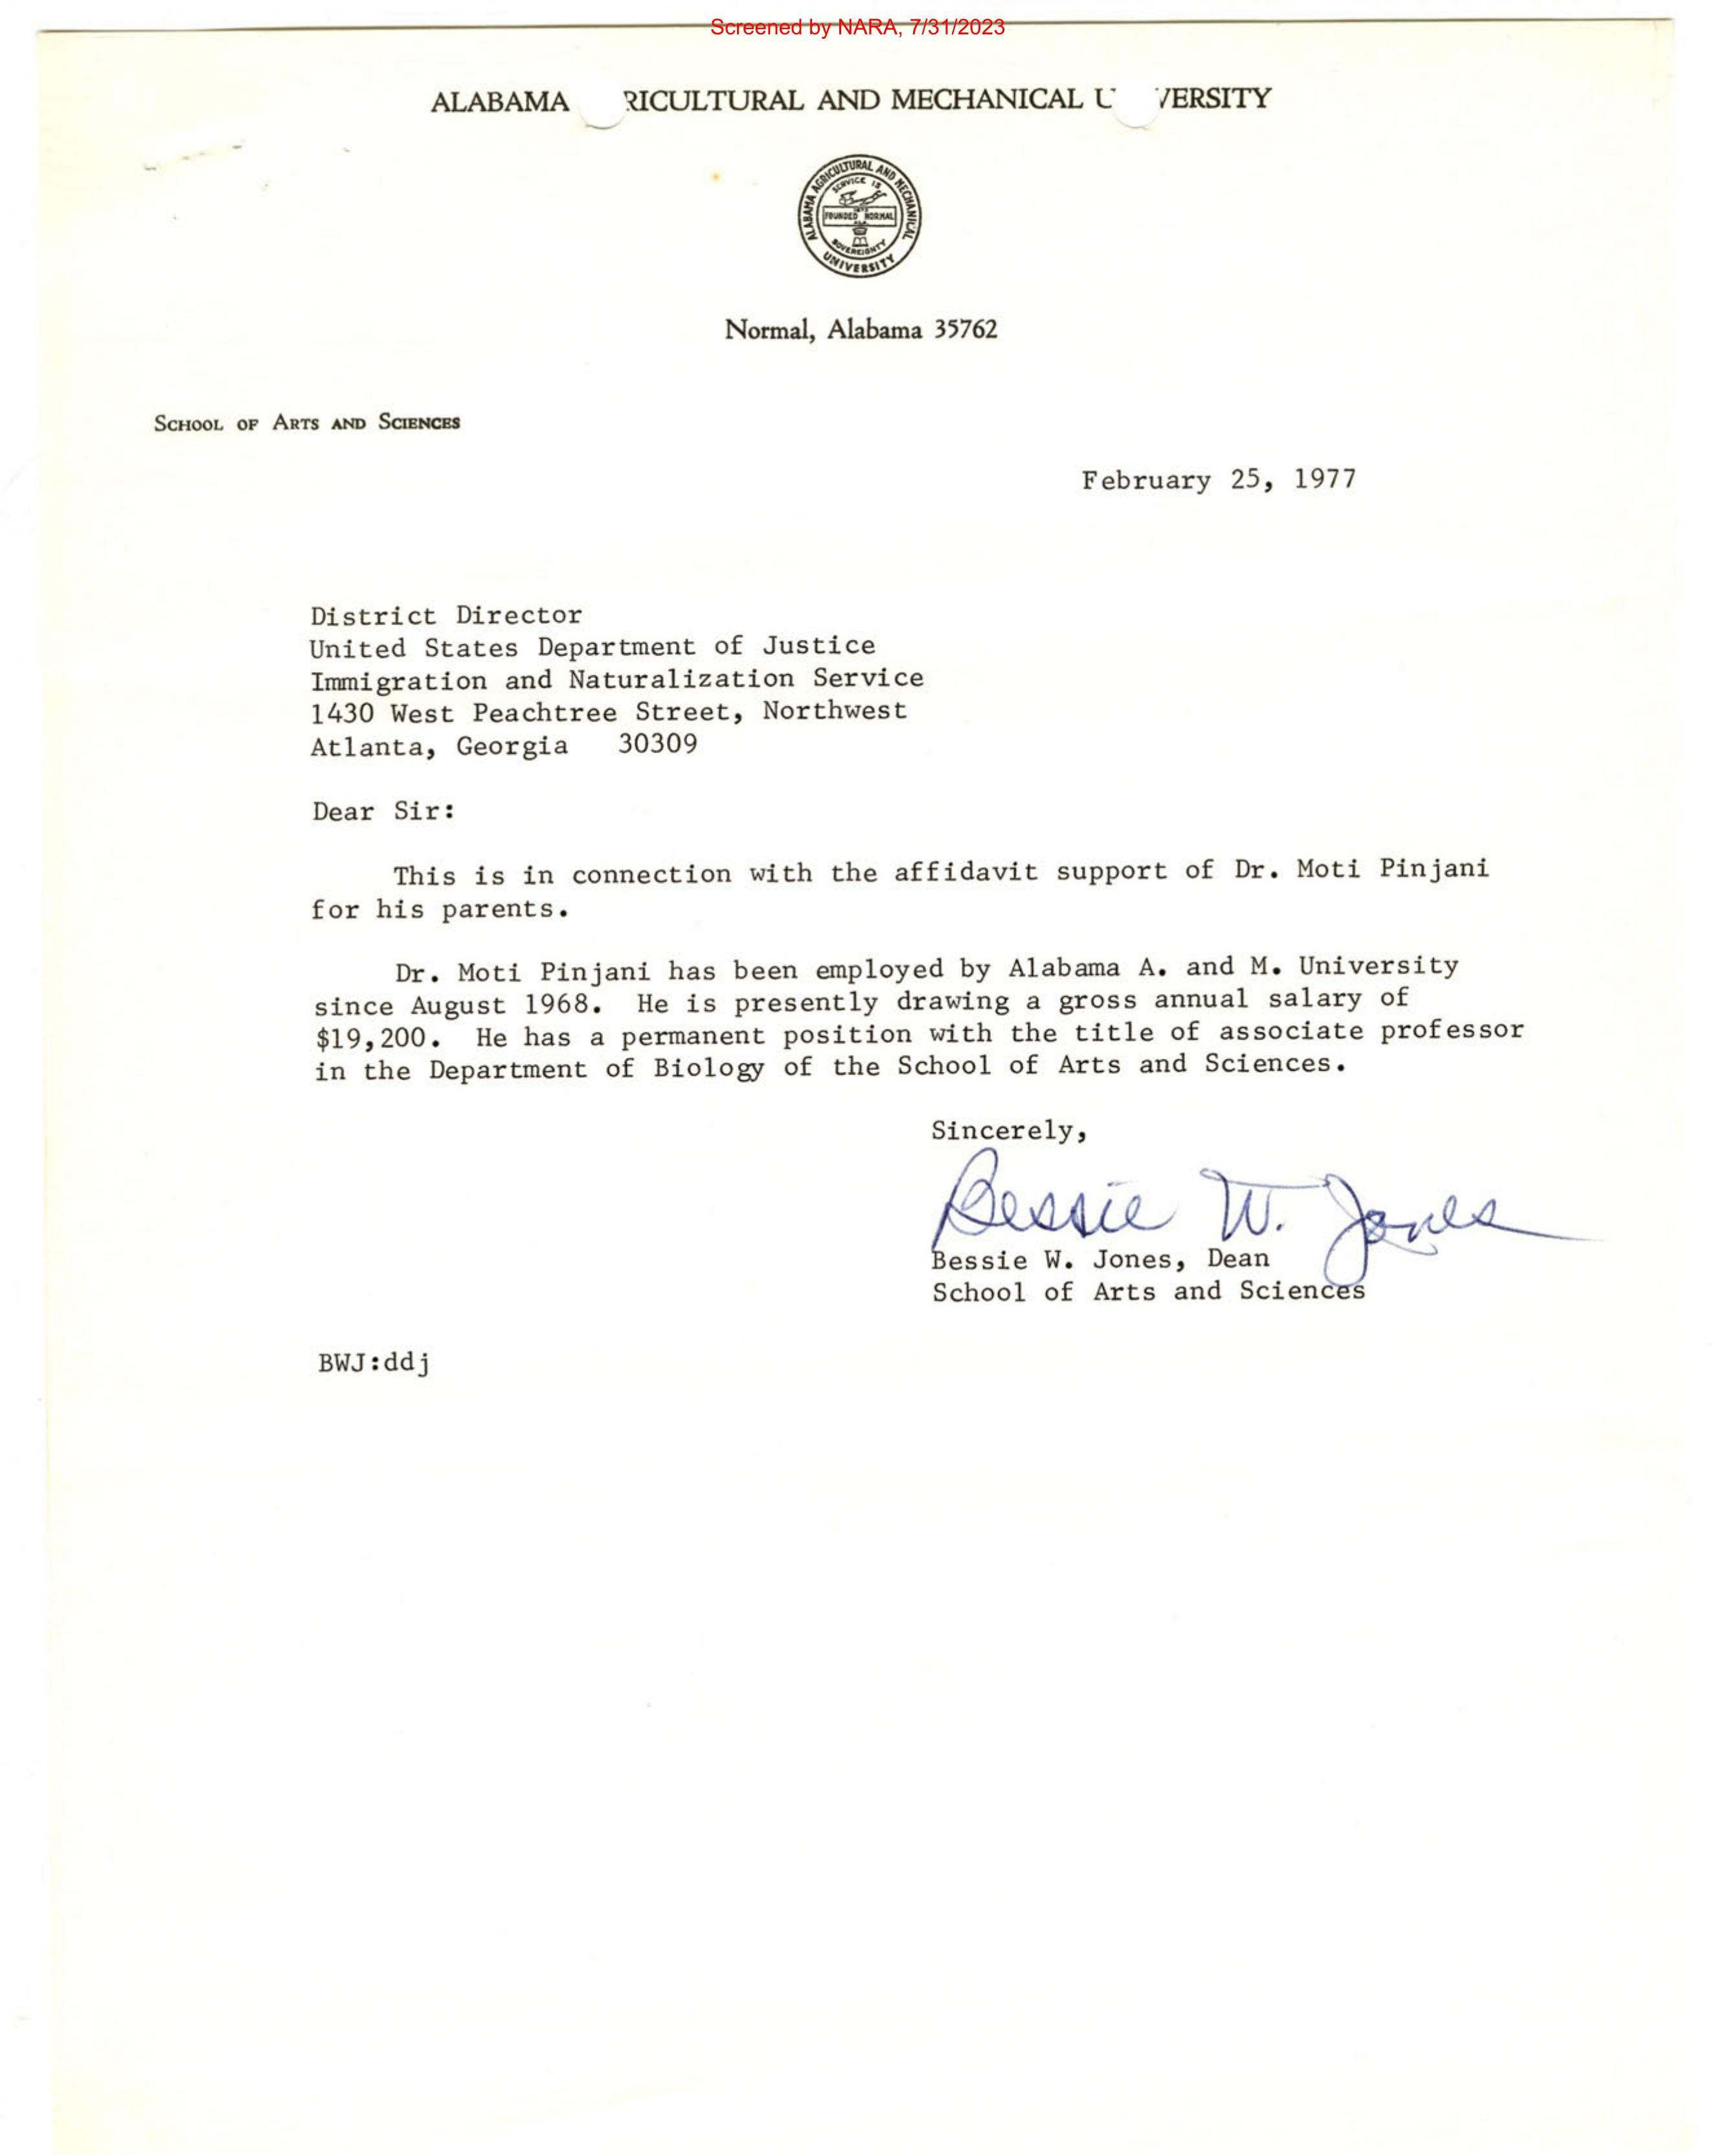 Screened by NARA, 7/31/2023
ALABAMA RICULTURAL AND MECHANICAL U VERSITY
ALABAMA AGRICULTURAL AND MECHANICAL
SERVICE IS
FOUNDED NORMAL
SOVEREIGNTY
UNIVERSITY
Normal, Alabama 35762
SCHOOL OF ARTS AND SCIENCES
February 25, 1977
District Director
United States Department of Justice
Immigration and Naturalization Service
1430 West Peachtree Street, Northwest
Atlanta, Georgia 30309
Dear Sir:
This is in connection with the affidavit support of Dr. Moti Pinjani
for his parents.
Dr. Moti Pinjani has been employed by Alabama A. and M. University
since August 1968. He is presently drawing a gross annual salary of
$19,200. He has a permanent position with the title of associate professor
in the Department of Biology of the School of Arts and Sciences.
Sincerely,
Bessie W. Jones
Bessie W. Jones, Dean
School of Arts and Sciences
BWJ:ddj